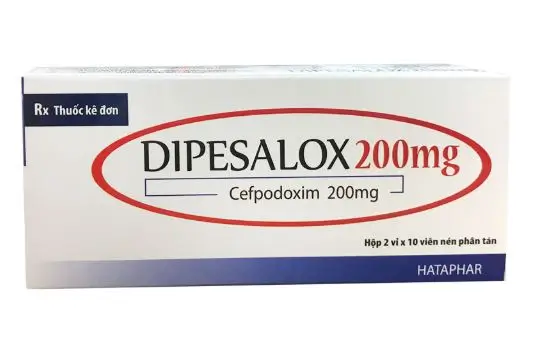 Rx Thuốc kê đơn
DIPESALOX 200mg
Cefpodoxim 200mg
Hộp 2 vỉ x 10 viên nén phân tán
HATAPHAR